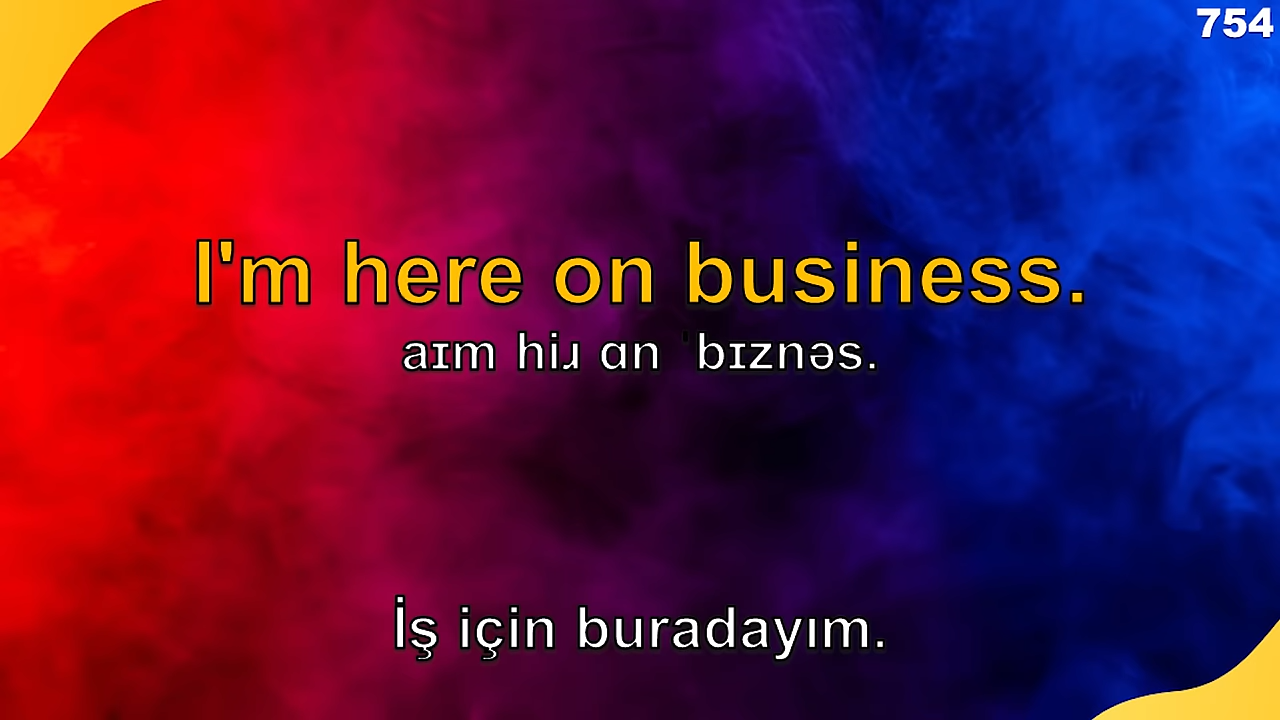 754
I'm here on business.
aɪm hiɹ ɑn ˈbɪznəs.
İş için buradayım.